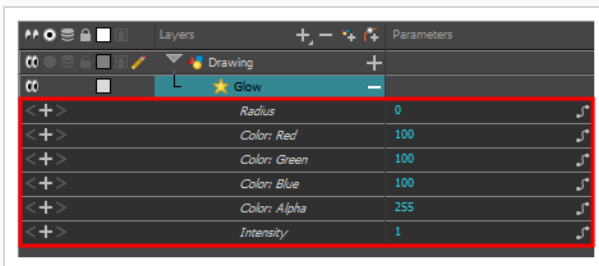 Layers Parameters
Drawing
Glow
Radius 0
Color: Red 100
Color: Green 100
Color: Blue 100
Color: Alpha 255
Intensity 1